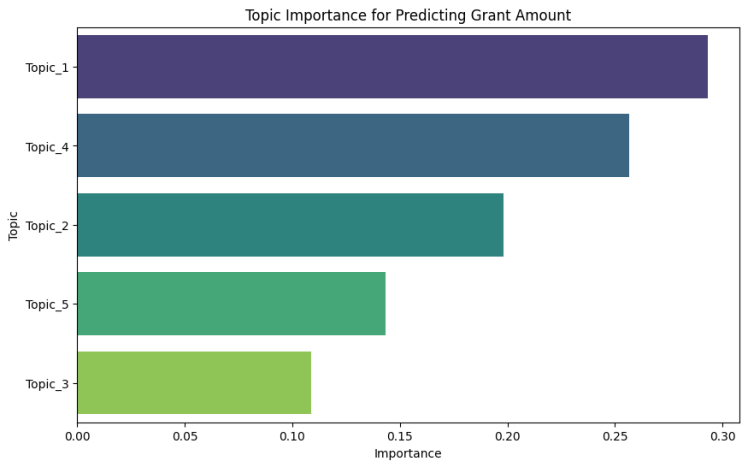 Topic Importance for Predicting Grant Amount
Topic
Topic_1
Topic_4
Topic_2
Topic_5
Topic_3
0.00 0.05 0.10 0.15 0.20 0.25 0.30
Importance